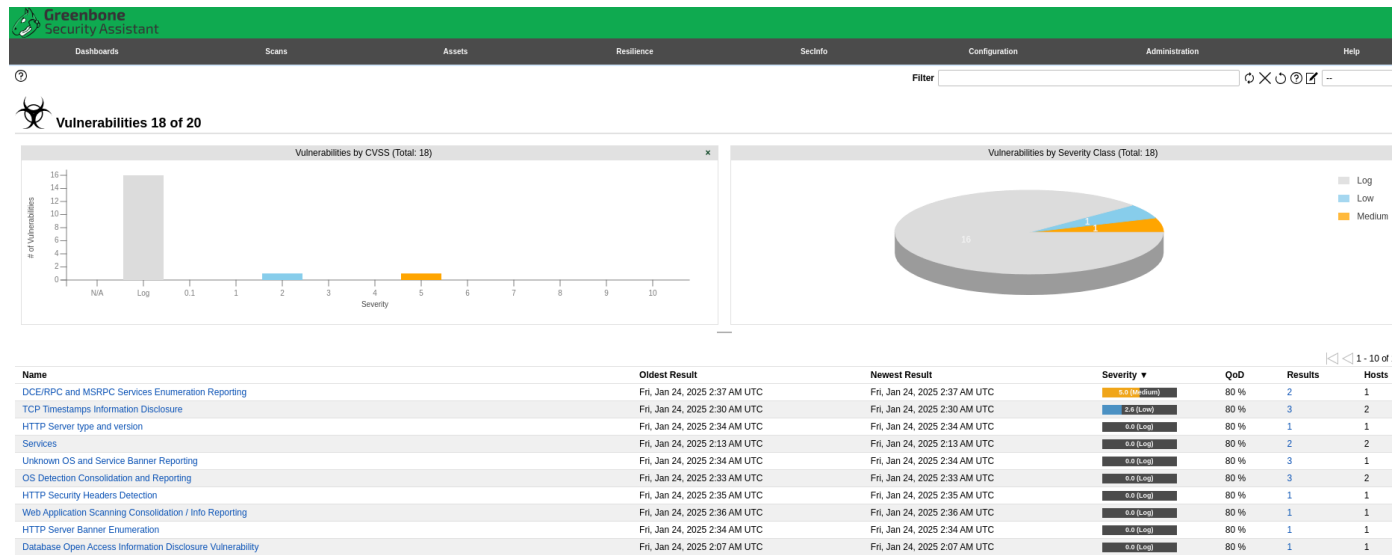 Greenbone
Security Assistant
Dashboards Scans Assets Resilience SecInfo Configuration Administration Help
Filter --
Vulnerabilities 18 of 20
Vulnerabilities by CVSS (Total: 18) ×
Vulnerabilities by Severity Class (Total: 18)
# of Vulnerabilities
16
14
12
10
8
6
4
2
0
N/A Log 0.1 1 2 3 4 5 6 7 8 9 10
Severity
16
1
1
Log
Low
Medium
1 - 10 of
Name Oldest Result Newest Result Severity ▼ QoD Results Hosts
DCE/RPC and MSRPC Services Enumeration Reporting Fri, Jan 24, 2025 2:37 AM UTC Fri, Jan 24, 2025 2:37 AM UTC 5.0 (Medium) 80 % 2 1
TCP Timestamps Information Disclosure Fri, Jan 24, 2025 2:30 AM UTC Fri, Jan 24, 2025 2:30 AM UTC 2.6 (Low) 80 % 3 2
HTTP Server type and version Fri, Jan 24, 2025 2:34 AM UTC Fri, Jan 24, 2025 2:34 AM UTC 0.0 (Log) 80 % 1 1
Services Fri, Jan 24, 2025 2:13 AM UTC Fri, Jan 24, 2025 2:13 AM UTC 0.0 (Log) 80 % 2 2
Unknown OS and Service Banner Reporting Fri, Jan 24, 2025 2:34 AM UTC Fri, Jan 24, 2025 2:34 AM UTC 0.0 (Log) 80 % 3 1
OS Detection Consolidation and Reporting Fri, Jan 24, 2025 2:33 AM UTC Fri, Jan 24, 2025 2:33 AM UTC 0.0 (Log) 80 % 3 2
HTTP Security Headers Detection Fri, Jan 24, 2025 2:35 AM UTC Fri, Jan 24, 2025 2:35 AM UTC 0.0 (Log) 80 % 1 1
Web Application Scanning Consolidation / Info Reporting Fri, Jan 24, 2025 2:36 AM UTC Fri, Jan 24, 2025 2:36 AM UTC 0.0 (Log) 80 % 1 1
HTTP Server Banner Enumeration Fri, Jan 24, 2025 2:34 AM UTC Fri, Jan 24, 2025 2:34 AM UTC 0.0 (Log) 80 % 1 1
Database Open Access Information Disclosure Vulnerability Fri, Jan 24, 2025 2:07 AM UTC Fri, Jan 24, 2025 2:07 AM UTC 0.0 (Log) 80 % 1 1